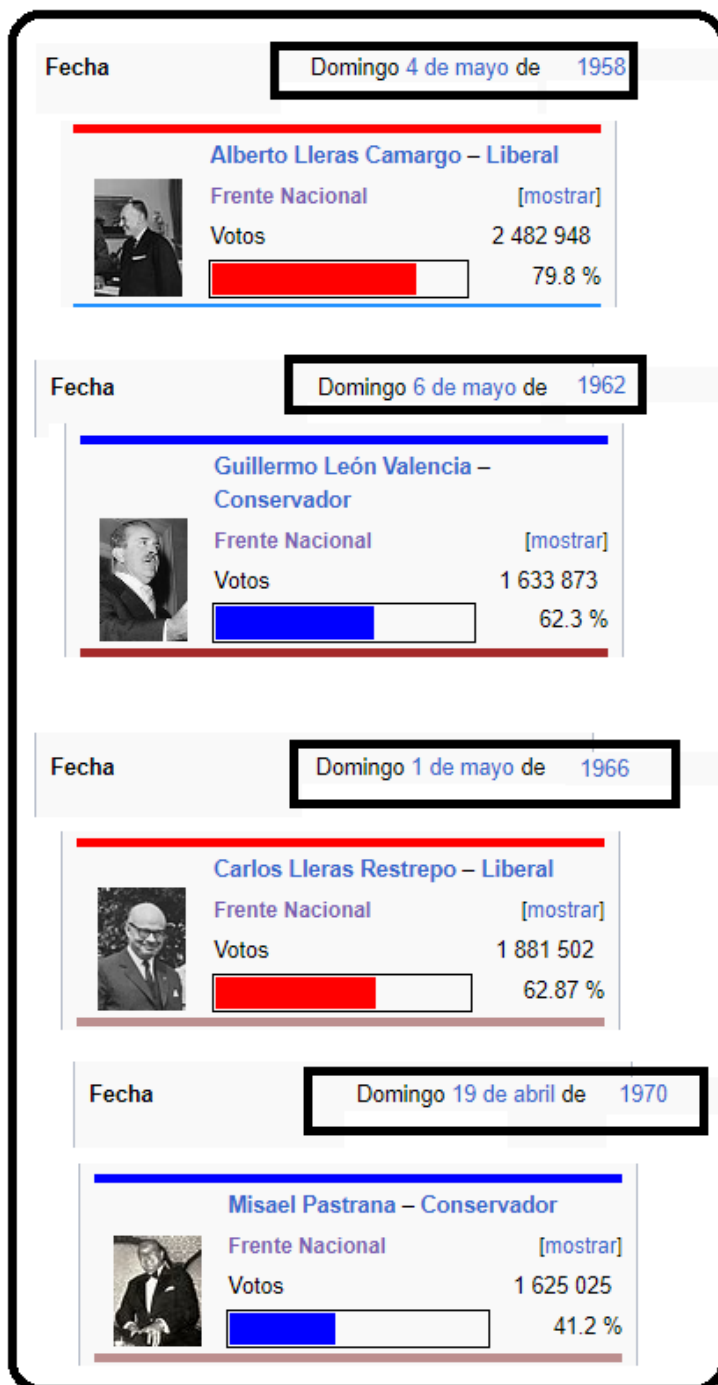 Fecha Domingo 4 de mayo de 1958
Alberto Lleras Camargo – Liberal
Frente Nacional [mostrar]
Votos 2 482 948
79.8 %
Fecha Domingo 6 de mayo de 1962
Guillermo León Valencia –
Conservador
Frente Nacional [mostrar]
Votos 1 633 873
62.3 %
Fecha Domingo 1 de mayo de 1966
Carlos Lleras Restrepo – Liberal
Frente Nacional [mostrar]
Votos 1 881 502
62.87 %
Fecha Domingo 19 de abril de 1970
Misael Pastrana – Conservador
Frente Nacional [mostrar]
Votos 1 625 025
41.2 %